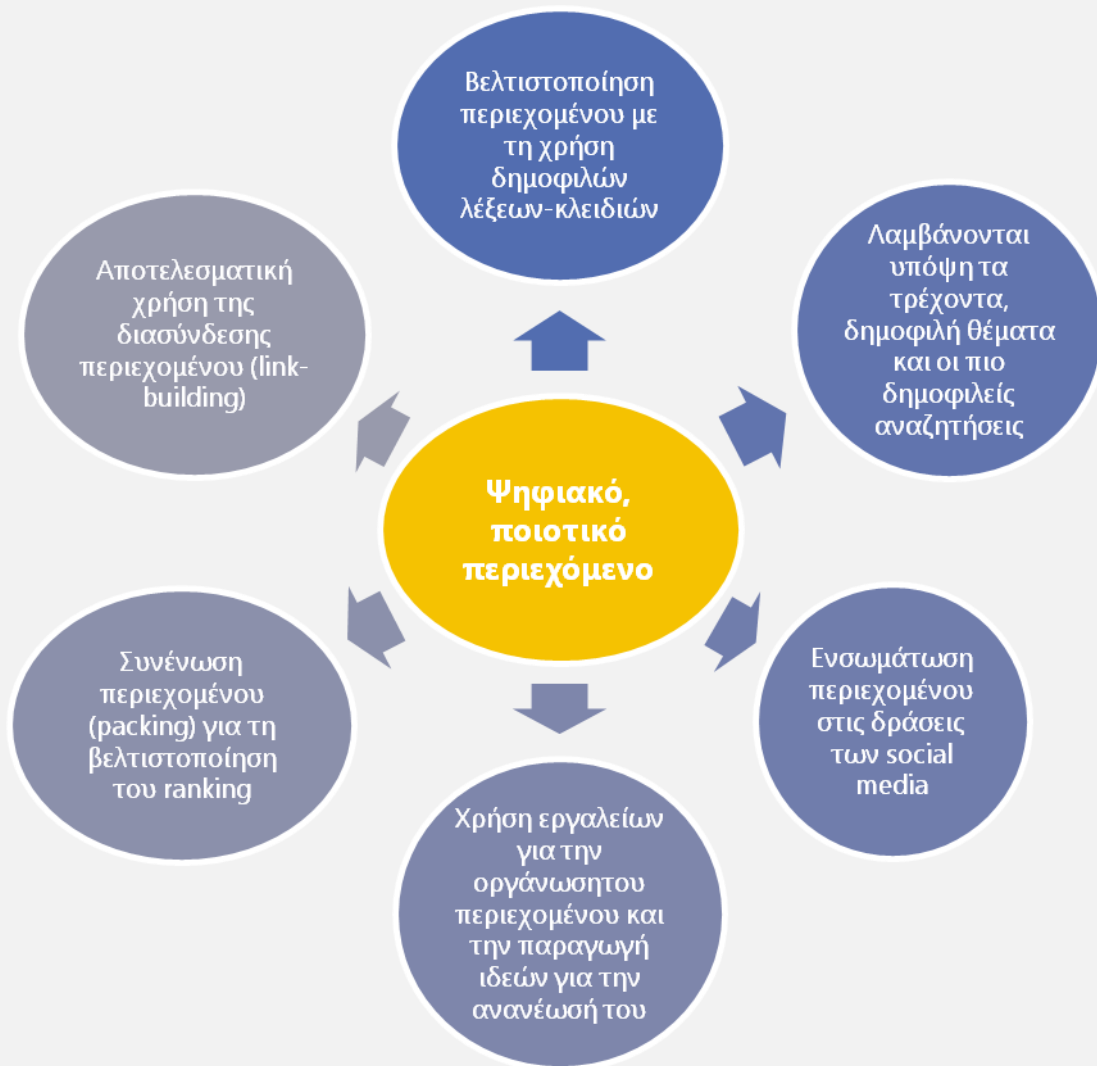 Βελτιστοποίηση
περιεχομένου με
τη χρήση
δημοφιλών
λέξεων-κλειδιών
Λαμβάνονται
υπόψη τα
τρέχοντα,
δημοφιλή θέματα
και οι πιο
δημοφιλείς
αναζητήσεις
Ενσωμάτωση
περιεχομένου
στις δράσεις
των social
media
Χρήση εργαλείων
για την
οργάνωσητου
περιεχομένου και
την παραγωγή
ιδεών για την
ανανέωσή του
Συνένωση
περιεχομένου
(packing) για τη
βελτιστοποίηση
του ranking
Αποτελεσματική
χρήση της
διασύνδεσης
περιεχομένου (link-
building)
Ψηφιακό,
ποιοτικό
περιεχόμενο